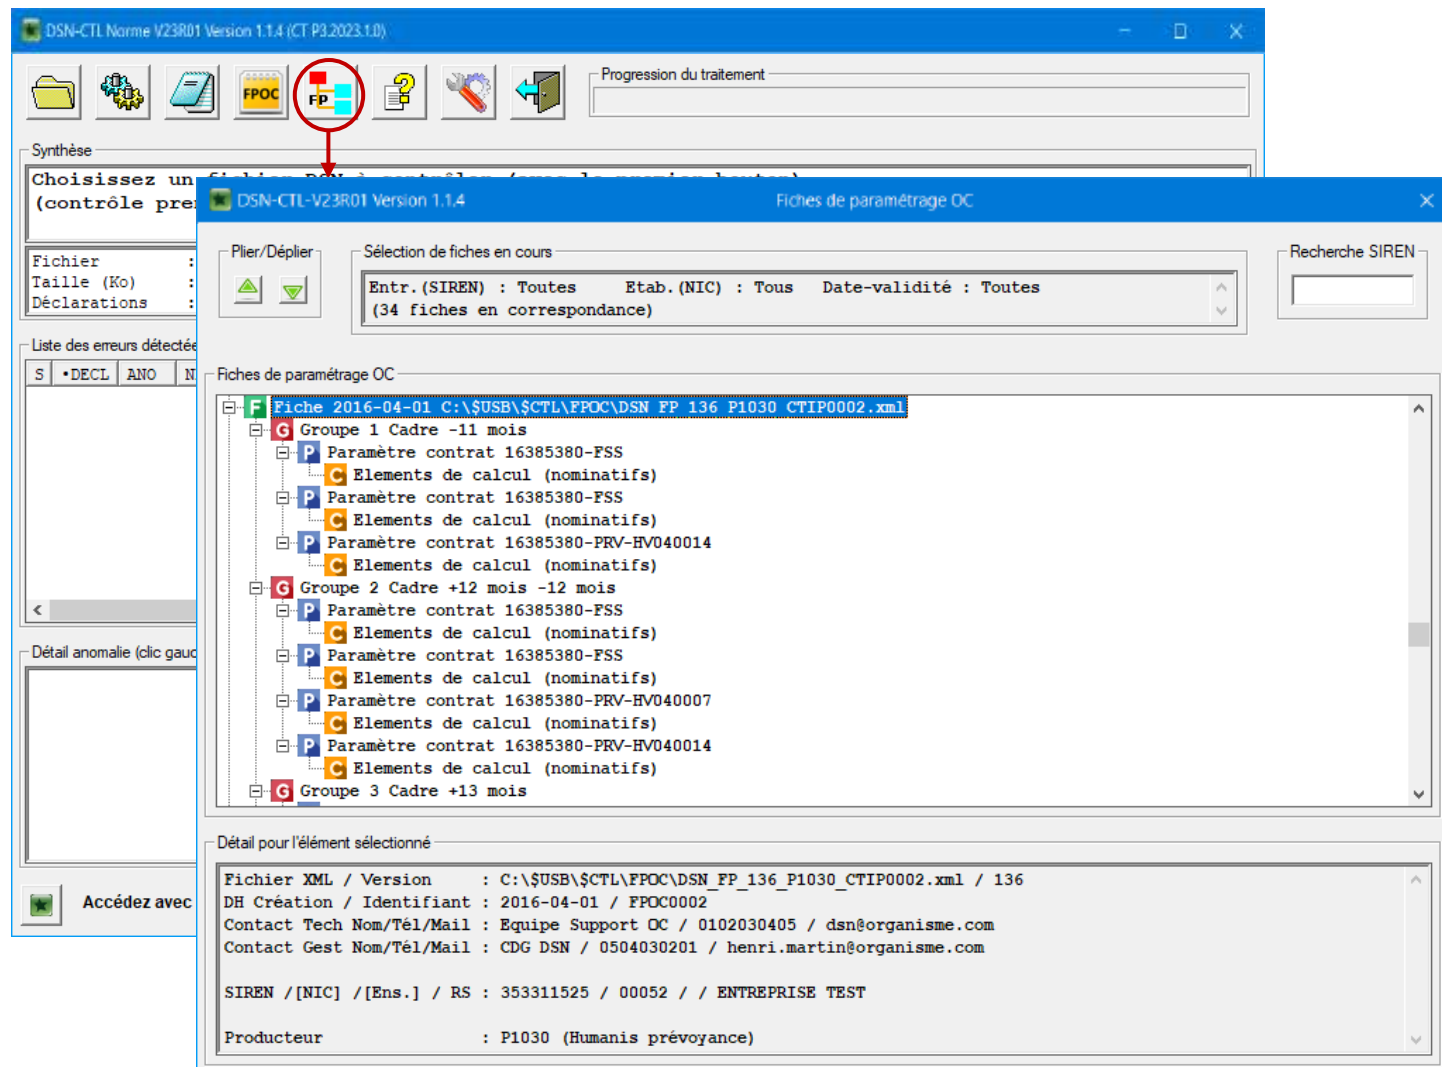 DSN-CTL Norme V23R01 Version 1.1.4 (CT P3.2023.1.0)
FPOC
FP
Progression du traitement
Synthèse
Choisissez un fichier DSN à contrôler (avec le premier bouton)
(contrôle pre
Fichier :
Taille (Ko) :
Déclarations :
Liste des erreurs détectée
S •DECL ANO N
Détail anomalie (clic gauc
Accédez avec
DSN-CTL-V23R01 Version 1.1.4 Fiches de paramétrage OC
Plier/Déplier
Sélection de fiches en cours
Recherche SIREN
Entr.(SIREN) : Toutes Etab.(NIC) : Tous Date-validité : Toutes
(34 fiches en correspondance)
Fiches de paramétrage OC
F Fiche 2016-04-01 C:\$USB\$CTL\FPOC\DSN_FP_136_P1030_CTIP0002.xml
G Groupe 1 Cadre -11 mois
P Paramètre contrat 16385380-FSS
C Elements de calcul (nominatifs)
P Paramètre contrat 16385380-FSS
C Elements de calcul (nominatifs)
P Paramètre contrat 16385380-PRV-HV040014
C Elements de calcul (nominatifs)
G Groupe 2 Cadre +12 mois -12 mois
P Paramètre contrat 16385380-FSS
C Elements de calcul (nominatifs)
P Paramètre contrat 16385380-FSS
C Elements de calcul (nominatifs)
P Paramètre contrat 16385380-PRV-HV040007
C Elements de calcul (nominatifs)
P Paramètre contrat 16385380-PRV-HV040014
C Elements de calcul (nominatifs)
G Groupe 3 Cadre +13 mois
Détail pour l'élément sélectionné
Fichier XML / Version : C:\$USB\$CTL\FPOC\DSN_FP_136_P1030_CTIP0002.xml / 136
DH Création / Identifiant : 2016-04-01 / FPOC0002
Contact Tech Nom/Tél/Mail : Equipe Support OC / 0102030405 / dsn@organisme.com
Contact Gest Nom/Tél/Mail : CDG DSN / 0504030201 / henri.martin@organisme.com
SIREN /[NIC] /[Ens.] / RS : 353311525 / 00052 / / ENTREPRISE TEST
Producteur : P1030 (Humanis prévoyance)